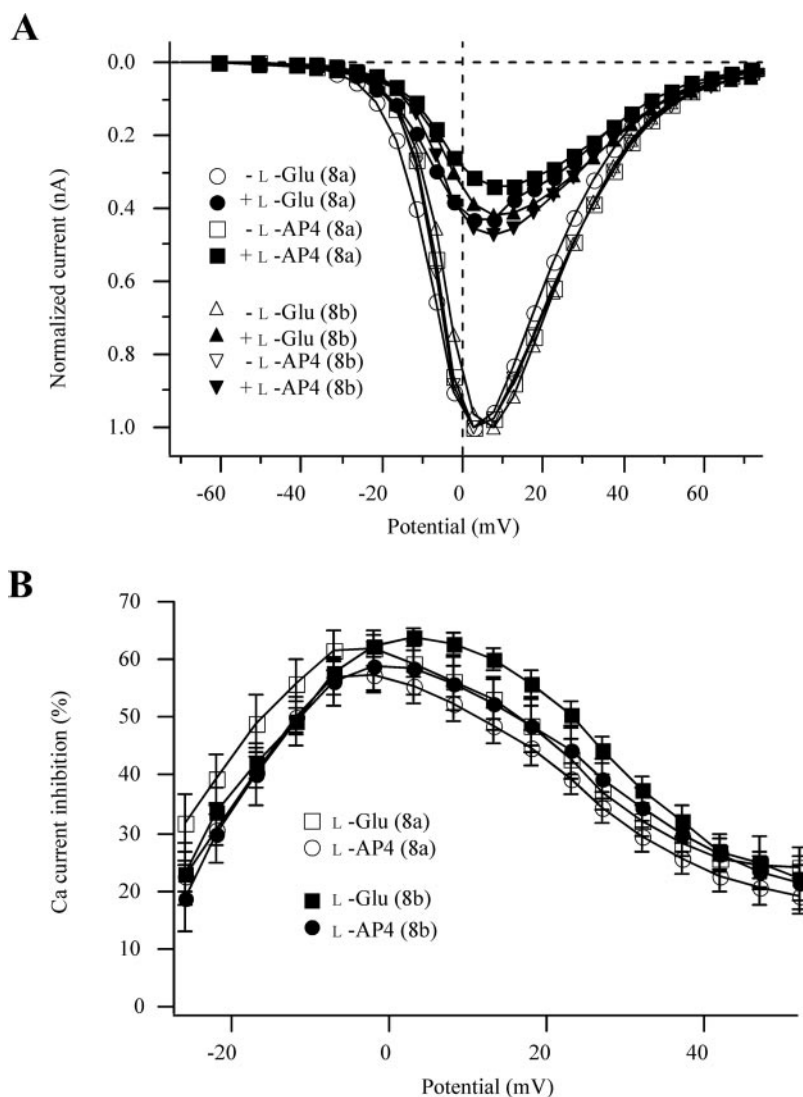 A
0.0
0.2
0.4
0.6
0.8
1.0
Normalized current (nA)
- L -Glu (8a)
+ L -Glu (8a)
- L -AP4 (8a)
+ L -AP4 (8a)
- L -Glu (8b)
+ L -Glu (8b)
- L -AP4 (8b)
+ L -AP4 (8b)
-60 -40 -20 0 20 40 60
Potential (mV)
B
70
60
50
40
30
20
10
0
Ca current inhibition (%)
L -Glu (8a)
L -AP4 (8a)
L -Glu (8b)
L -AP4 (8b)
-20 0 20 40
Potential (mV)